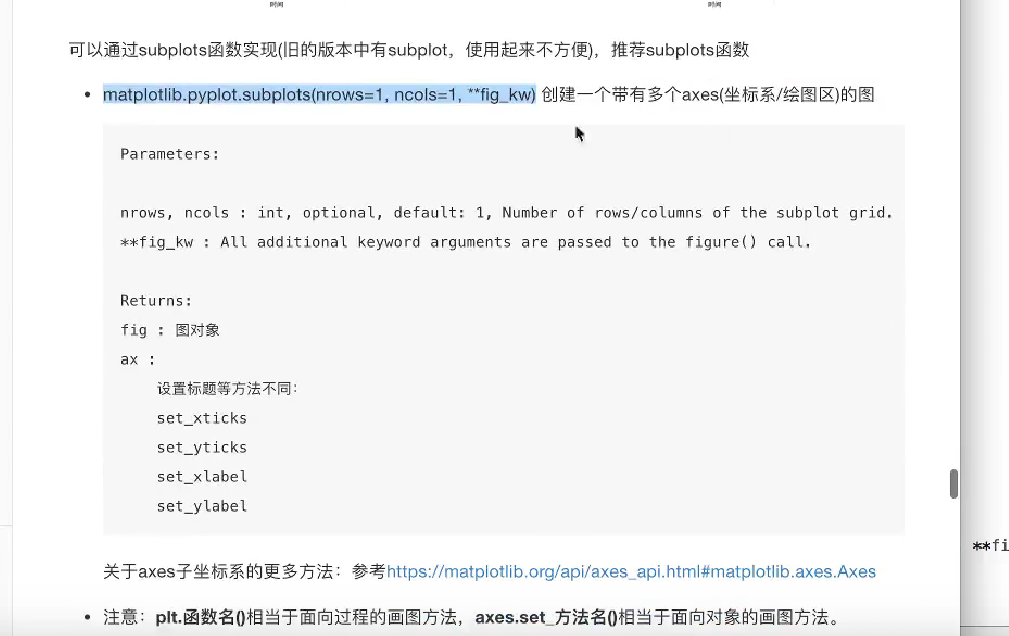 时间 时间
可以通过subplots函数实现(旧的版本中有subplot，使用起来不方便)，推荐subplots函数
• matplotlib.pyplot.subplots(nrows=1, ncols=1, **fig_kw) 创建一个带有多个axes(坐标系/绘图区)的图
Parameters:
nrows, ncols : int, optional, default: 1, Number of rows/columns of the subplot grid.
**fig_kw : All additional keyword arguments are passed to the figure() call.
Returns:
fig : 图对象
ax :
设置标题等方法不同:
set_xticks
set_yticks
set_xlabel
set_ylabel
**fi
关于axes子坐标系的更多方法：参考https://matplotlib.org/api/axes_api.html#matplotlib.axes.Axes
• 注意：plt.函数名()相当于面向过程的画图方法，axes.set_方法名()相当于面向对象的画图方法。